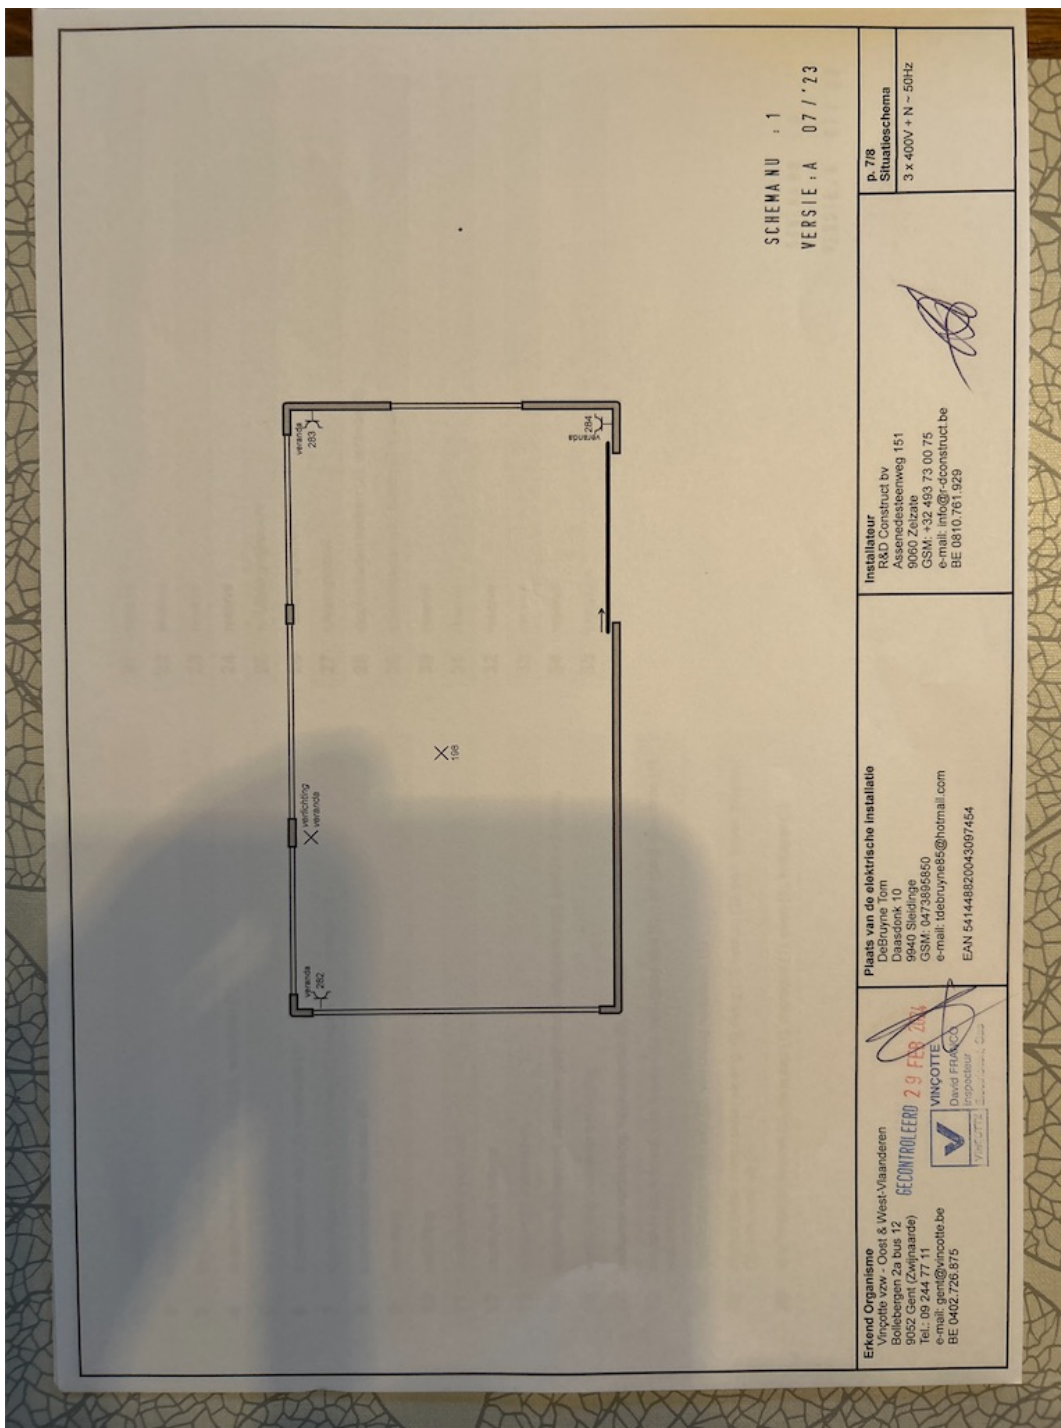 veranda
282
verlichting
veranda
198
veranda
283
veranda
284
SCHEMA NU : 1
VERSIE : A 07/'23
Erkend Organisme
Vinçotte vzw - Oost & West-Vlaanderen
Bollebergen 2a bus 12
9052 Gent (Zwijnaarde)
Tel.: 09 244 77 11
e-mail: gent@vincotte.be
BE 0402.726.875
GECONTROLEERD 29 FEB
VINÇOTTE
David FRANCO
Inspecteur
Plaats van de elektrische installatie
DeBruyne Tom
Daasdonk 10
9940 Sleidinge
GSM: 0473895850
e-mail: tdebruyne85@hotmail.com
EAN 541448820043097454
Installateur
R&D Construct bv
Assenedesteenweg 151
9060 Zelzate
GSM: +32 493 73 00 75
e-mail: info@r-dconstruct.be
BE 0810.761.929
p. 7/8
Situatieschema
3 x 400V + N ~ 50Hz